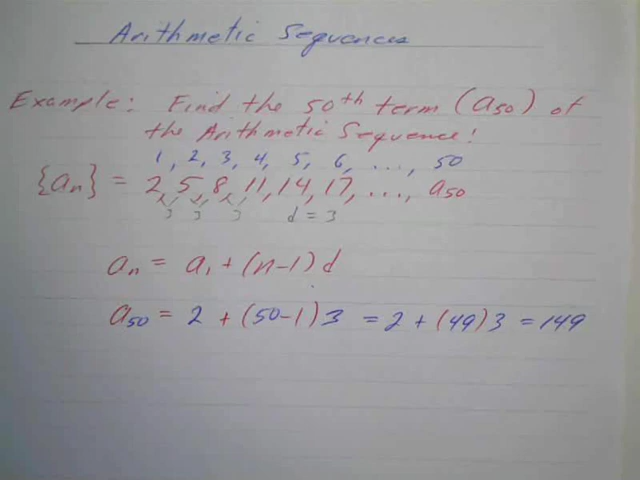 Arithmetic Sequences
Example: Find the 50th term (a50) of
the Arithmetic Sequence!
1, 2, 3, 4, 5, 6, ..., 50
{an} = 2, 5, 8, 11, 14, 17, ..., a50
3 3 3 d = 3
an = a1 + (n-1)d
a50 = 2 + (50-1)3 = 2 + (49)3 = 149